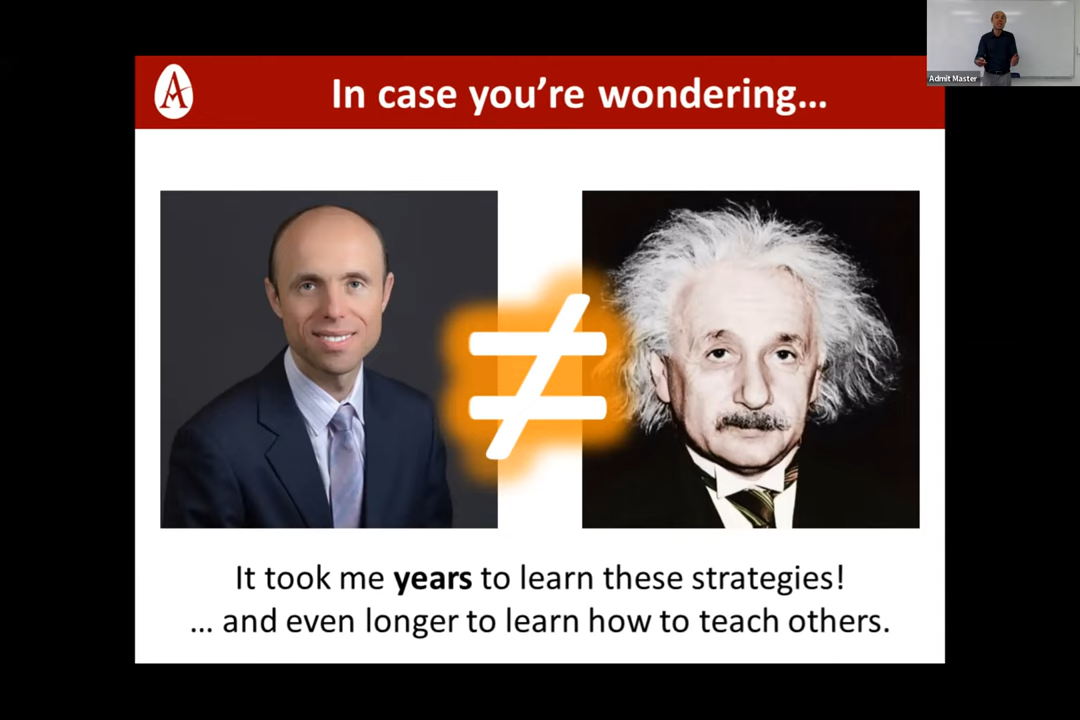 Admit Master
A
In case you're wondering...
≠
It took me years to learn these strategies!
... and even longer to learn how to teach others.